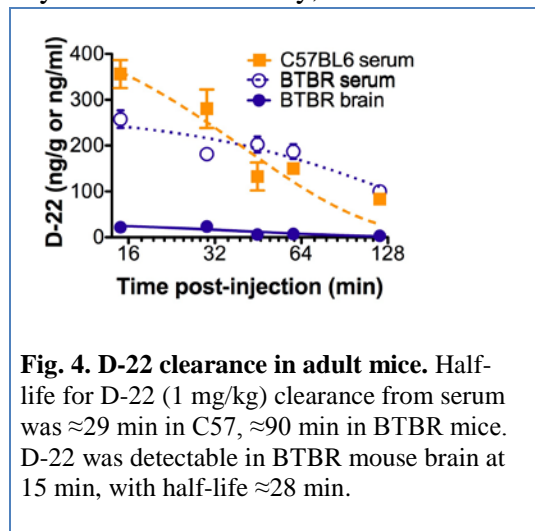 400
300
200
100
0
D-22 (ng/g or ng/ml)
C57BL6 serum
BTBR serum
BTBR brain
16 32 64 128
Time post-injection (min)
Fig. 4. D-22 clearance in adult mice. Half-
life for D-22 (1 mg/kg) clearance from serum
was ≈29 min in C57, ≈90 min in BTBR mice.
D-22 was detectable in BTBR mouse brain at
15 min, with half-life ≈28 min.